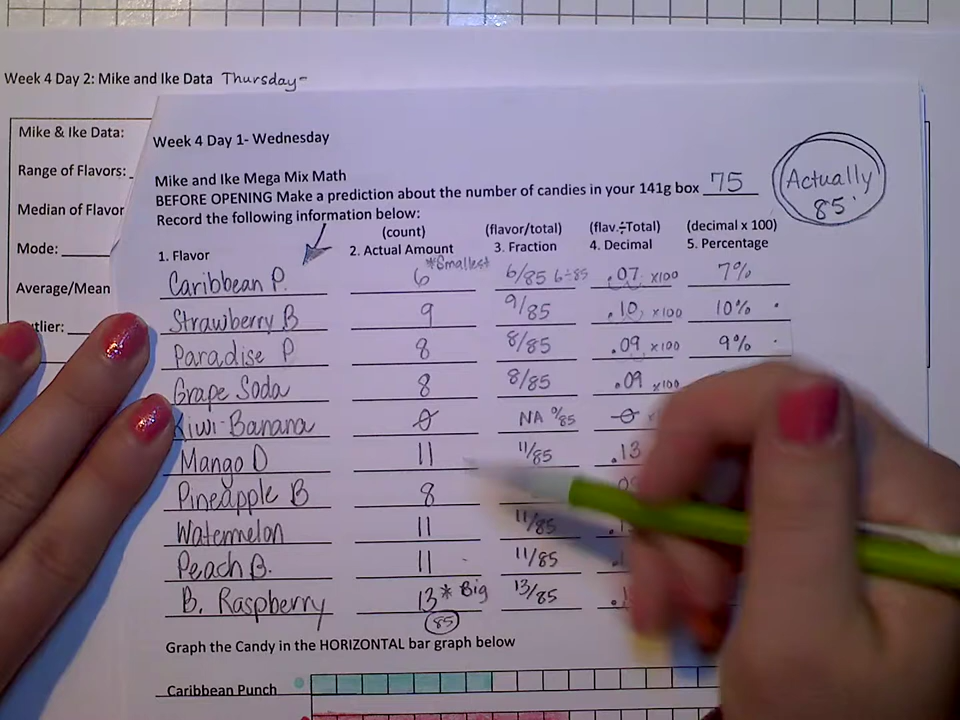 Week 4 Day 2: Mike and Ike Data Thursday-
Mike & Ike Data:
Range of Flavors:
Median of Flavor
Mode:
Average/Mean
utlier:
Week 4 Day 1- Wednesday
Mike and Ike Mega Mix Math
BEFORE OPENING Make a prediction about the number of candies in your 141g box 75
Actually
85
Record the following information below:
(count) (flavor/total) (flav.÷Total) (decimal x 100)
1. Flavor 2. Actual Amount 3. Fraction 4. Decimal 5. Percentage
Caribbean P. 6 *Smallest 6/85 6÷85 .07 x100 7%
Strawberry B 9 9/85 .10 x100 10%
Paradise P 8 8/85 .09 x100 9%
Grape Soda 8 8/85 .09 x100
Kiwi-Banana 0 NA 0/85 0
Mango D 11 11/85 .13
Pineapple B 8
Watermelon 11 11/85
Peach B. 11 11/85
B. Raspberry 13 * Big 13/85
85
Graph the Candy in the HORIZONTAL bar graph below
Caribbean Punch